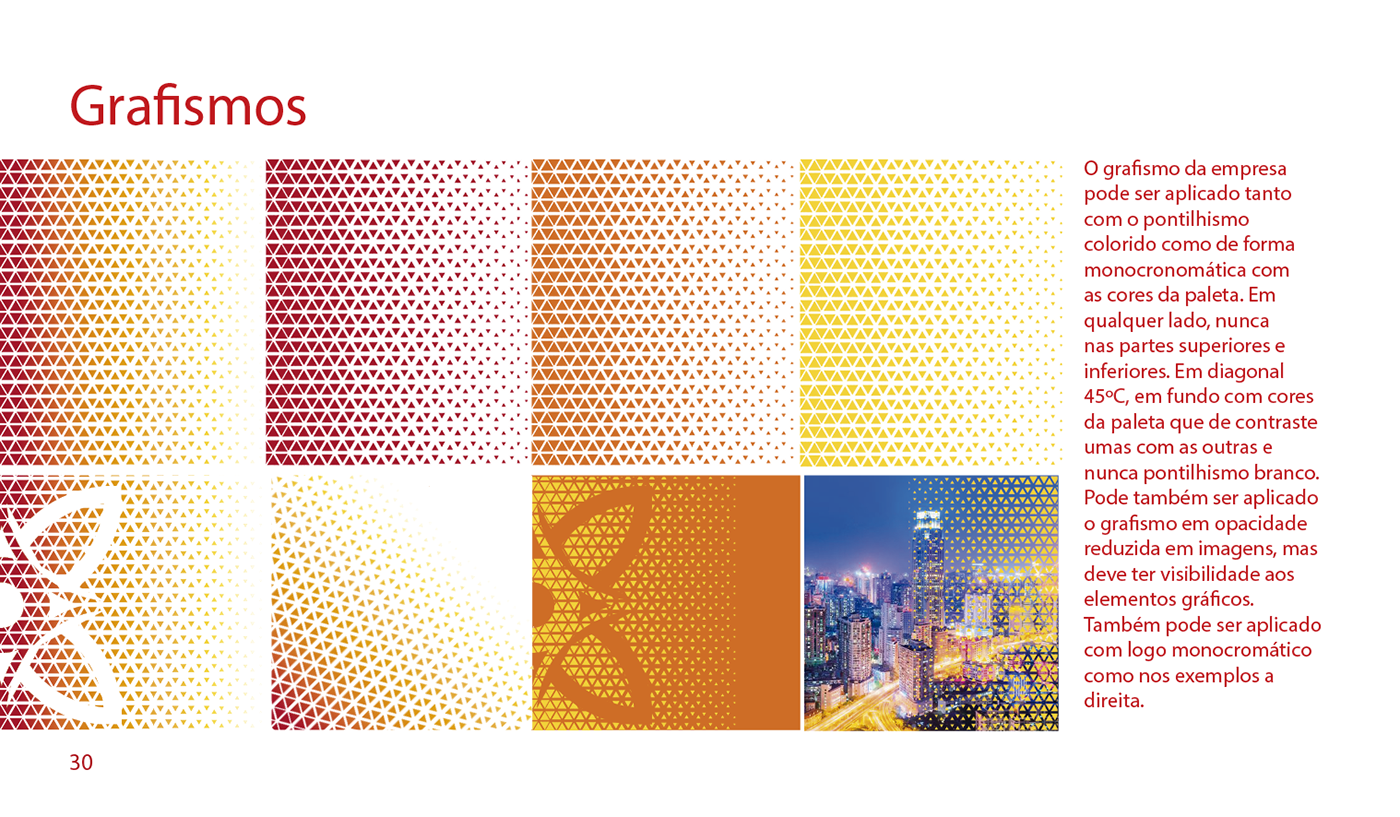 Grafismos
O grafismo da empresa
pode ser aplicado tanto
com o pontilhismo
colorido como de forma
monocronomática com
as cores da paleta. Em
qualquer lado, nunca
nas partes superiores e
inferiores. Em diagonal
45ºC, em fundo com cores
da paleta que de contraste
umas com as outras e
nunca pontilhismo branco.
Pode também ser aplicado
o grafismo em opacidade
reduzida em imagens, mas
deve ter visibilidade aos
elementos gráficos.
Também pode ser aplicado
com logo monocromático
como nos exemplos a
direita.
30